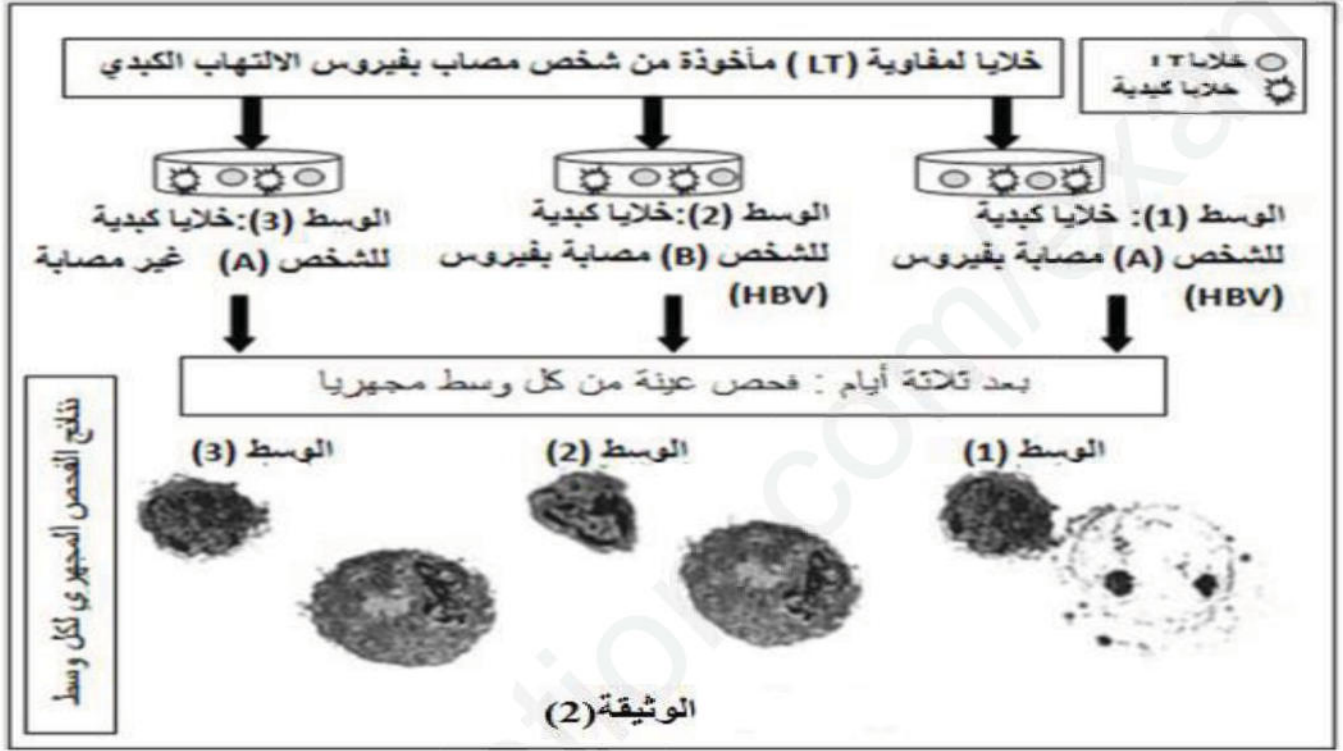 خلايا لمفاوية (LT) مأخوذة من شخص مصاب بفيروس الالتهاب الكبدي
خلايا LT
خلايا كبدية
الوسط (1): خلايا كبدية
للشخص (A) مصابة بفيروس
(HBV)
الوسط (2):خلايا كبدية
للشخص (B) مصابة بفيروس
(HBV)
الوسط (3):خلايا كبدية
للشخص (A) غير مصابة
بعد ثلاثة أيام : فحص عينة من كل وسط مجهريا
نتائج الفحص المجهري لكل وسط
الوسط (1)
الوسط (2)
الوسط (3)
الوثيقة(2)